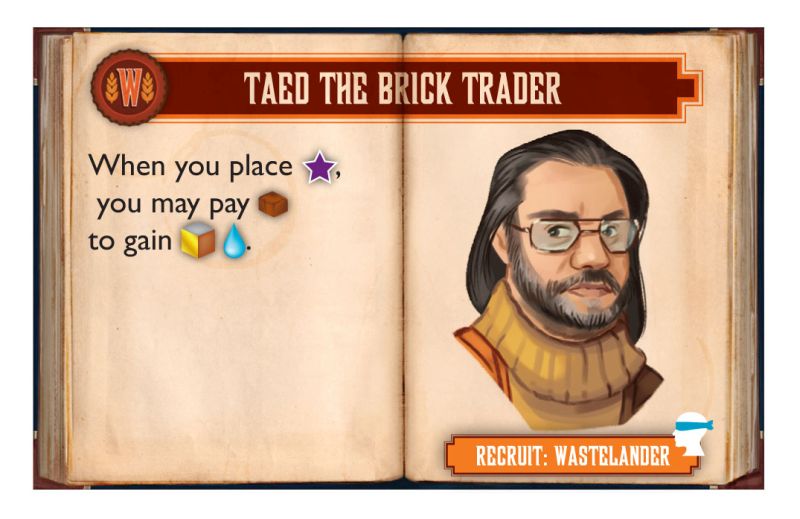 W
TAED THE BRICK TRADER
When you place ,
you may pay
to gain .
RECRUIT: WASTELANDER